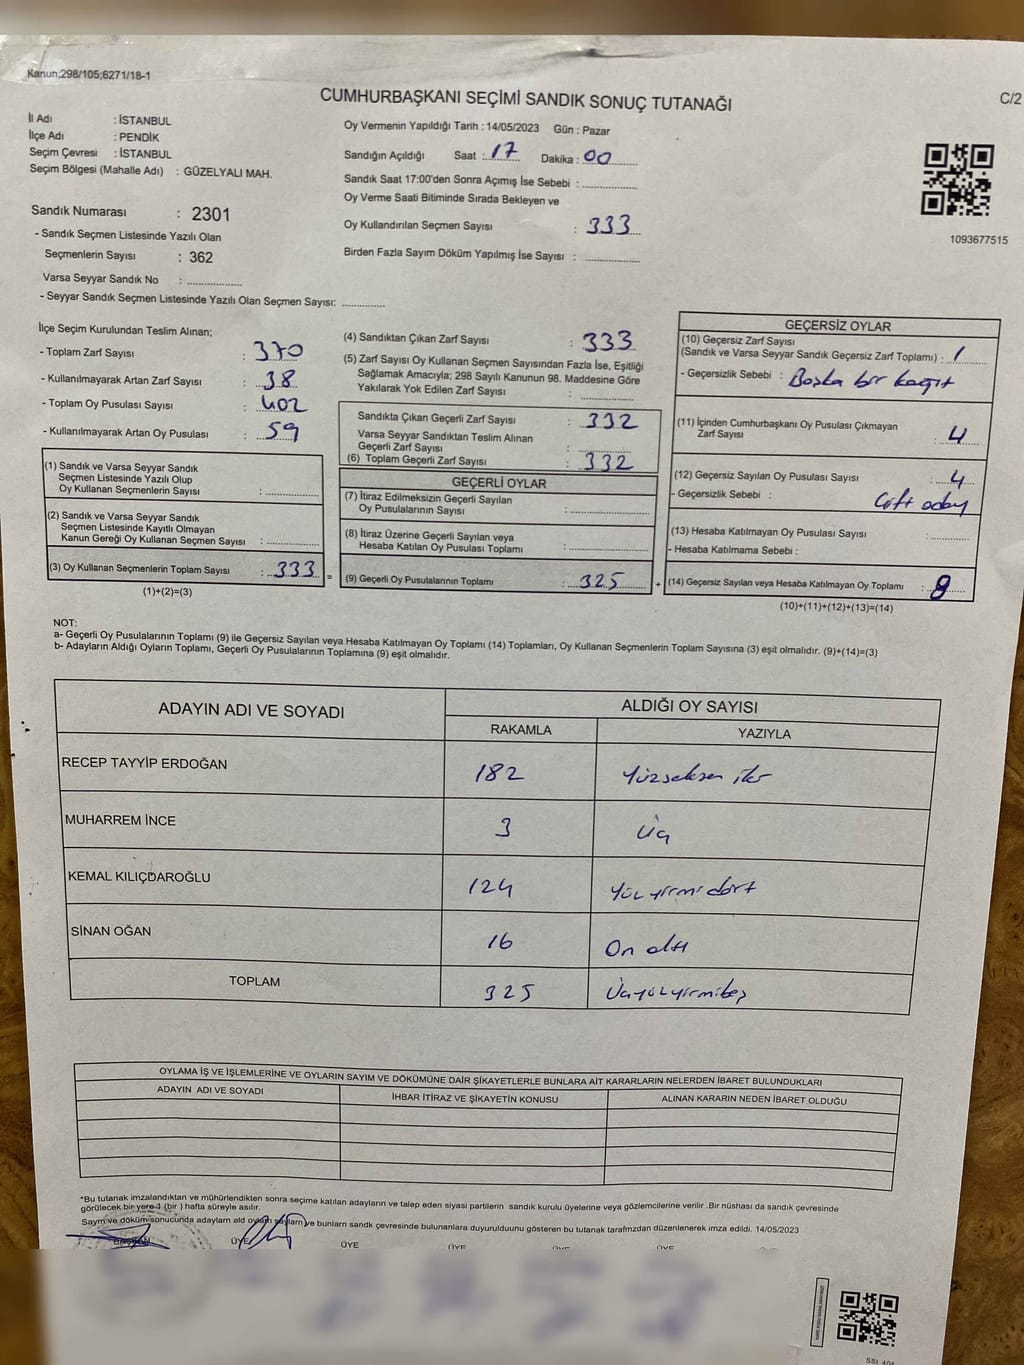 Kanun;298/105;6271/18-1
CUMHURBAŞKANI SEÇİMİ SANDIK SONUÇ TUTANAĞI
C/2
İl Adı : İSTANBUL
İlçe Adı : PENDİK
Seçim Çevresi : İSTANBUL
Seçim Bölgesi (Mahalle Adı) : GÜZELYALI MAH.
Sandık Numarası : 2301
- Sandık Seçmen Listesinde Yazılı Olan
Seçmenlerin Sayısı : 362
Varsa Seyyar Sandık No : ..................
- Seyyar Sandık Seçmen Listesinde Yazılı Olan Seçmen Sayısı: ..............
Oy Vermenin Yapıldığı Tarih : 14/05/2023 Gün : Pazar
Sandığın Açıldığı Saat : 17 Dakika : 00
Sandık Saat 17:00'den Sonra Açımış İse Sebebi : ..................
Oy Verme Saati Bitiminde Sırada Bekleyen ve
Oy Kullandırılan Seçmen Sayısı : 333
Birden Fazla Sayım Döküm Yapılmış İse Sayısı : ..................
1093677515
İlçe Seçim Kurulundan Teslim Alınan;
- Toplam Zarf Sayısı : 370
- Kullanılmayarak Artan Zarf Sayısı : 38
- Toplam Oy Pusulası Sayısı : 402
- Kullanılmayarak Artan Oy Pusulası : 59
(1) Sandık ve Varsa Seyyar Sandık
Seçmen Listesinde Yazılı Olup
Oy Kullanan Seçmenlerin Sayısı : ..................
(2) Sandık ve Varsa Seyyar Sandık
Seçmen Listesinde Kayıtlı Olmayan
Kanun Gereği Oy Kullanan Seçmen Sayısı : ..................
(3) Oy Kullanan Seçmenlerin Toplam Sayısı : 333 =
(1)+(2)=(3)
(4) Sandıktan Çıkan Zarf Sayısı : 333
(5) Zarf Sayısı Oy Kullanan Seçmen Sayısından Fazla İse, Eşitliği
Sağlamak Amacıyla; 298 Sayılı Kanunun 98. Maddesine Göre
Yakılarak Yok Edilen Zarf Sayısı : ..................
Sandıkta Çıkan Geçerli Zarf Sayısı : 332
Varsa Seyyar Sandıktan Teslim Alınan
Geçerli Zarf Sayısı : ..................
(6) Toplam Geçerli Zarf Sayısı : 332
GEÇERLİ OYLAR
(7) İtiraz Edilmeksizin Geçerli Sayılan
Oy Pusulalarının Sayısı : ..................
(8) İtiraz Üzerine Geçerli Sayılan veya
Hesaba Katılan Oy Pusulası Toplamı : ..................
(9) Geçerli Oy Pusulalarının Toplamı : 325 +
GEÇERSİZ OYLAR
(10) Geçersiz Zarf Sayısı
(Sandık ve Varsa Seyyar Sandık Geçersiz Zarf Toplamı) : 1
- Geçersizlik Sebebi : Başka bir kağıt
(11) İçinden Cumhurbaşkanı Oy Pusulası Çıkmayan
Zarf Sayısı : 4
(12) Geçersiz Sayılan Oy Pusulası Sayısı : 4
- Geçersizlik Sebebi : Çift aday
(13) Hesaba Katılmayan Oy Pusulası Sayısı : ..................
- Hesaba Katılmama Sebebi :
(14) Geçersiz Sayılan veya Hesaba Katılmayan Oy Toplamı : 8
(10)+(11)+(12)+(13)=(14)
NOT:
a- Geçerli Oy Pusulalarının Toplamı (9) ile Geçersiz Sayılan veya Hesaba Katılmayan Oy Toplamı (14) Toplamları, Oy Kullanan Seçmenlerin Toplam Sayısına (3) eşit olmalıdır. (9)+(14)=(3)
b- Adayların Aldığı Oyların Toplamı, Geçerli Oy Pusulalarının Toplamına (9) eşit olmalıdır.
ADAYIN ADI VE SOYADI ALDIĞI OY SAYISI
RAKAMLA YAZIYLA
RECEP TAYYİP ERDOĞAN 182 Yüzseksen iki
MUHARREM İNCE 3 Üç
KEMAL KILIÇDAROĞLU 124 Yüz yirmi dört
SİNAN OĞAN 16 On altı
TOPLAM 325 Üçyüzyirmibeş
OYLAMA İŞ VE İŞLEMLERİNE VE OYLARIN SAYIM VE DÖKÜMÜNE DAİR ŞİKAYETLERLE BUNLARA AİT KARARLARIN NELERDEN İBARET BULUNDUKLARI
ADAYIN ADI VE SOYADI İHBAR İTİRAZ VE ŞİKAYETİN KONUSU ALINAN KARARIN NEDEN İBARET OLDUĞU
*Bu tutanak imzalandıktan ve mühürlendikten sonra seçime katılan adayların ve talep eden siyasi partilerin sandık kurulu üyelerine veya gözlemcilerine verilir .Bir nüshası da sandık çevresinde
görülecek bir yere 1 (bir ) hafta süreyle asılır.
Sayım ve döküm sonucunda adayların ald oyların sayıların ve bunların sandk çevresinde bulunanlara duyurulduunu gösteren bu tutanak tarafmzdan düzenlenerek imza edildi. 14/05/2023
BAŞKAN ÜYE ÜYE ÜYE ÜYE ÜYE